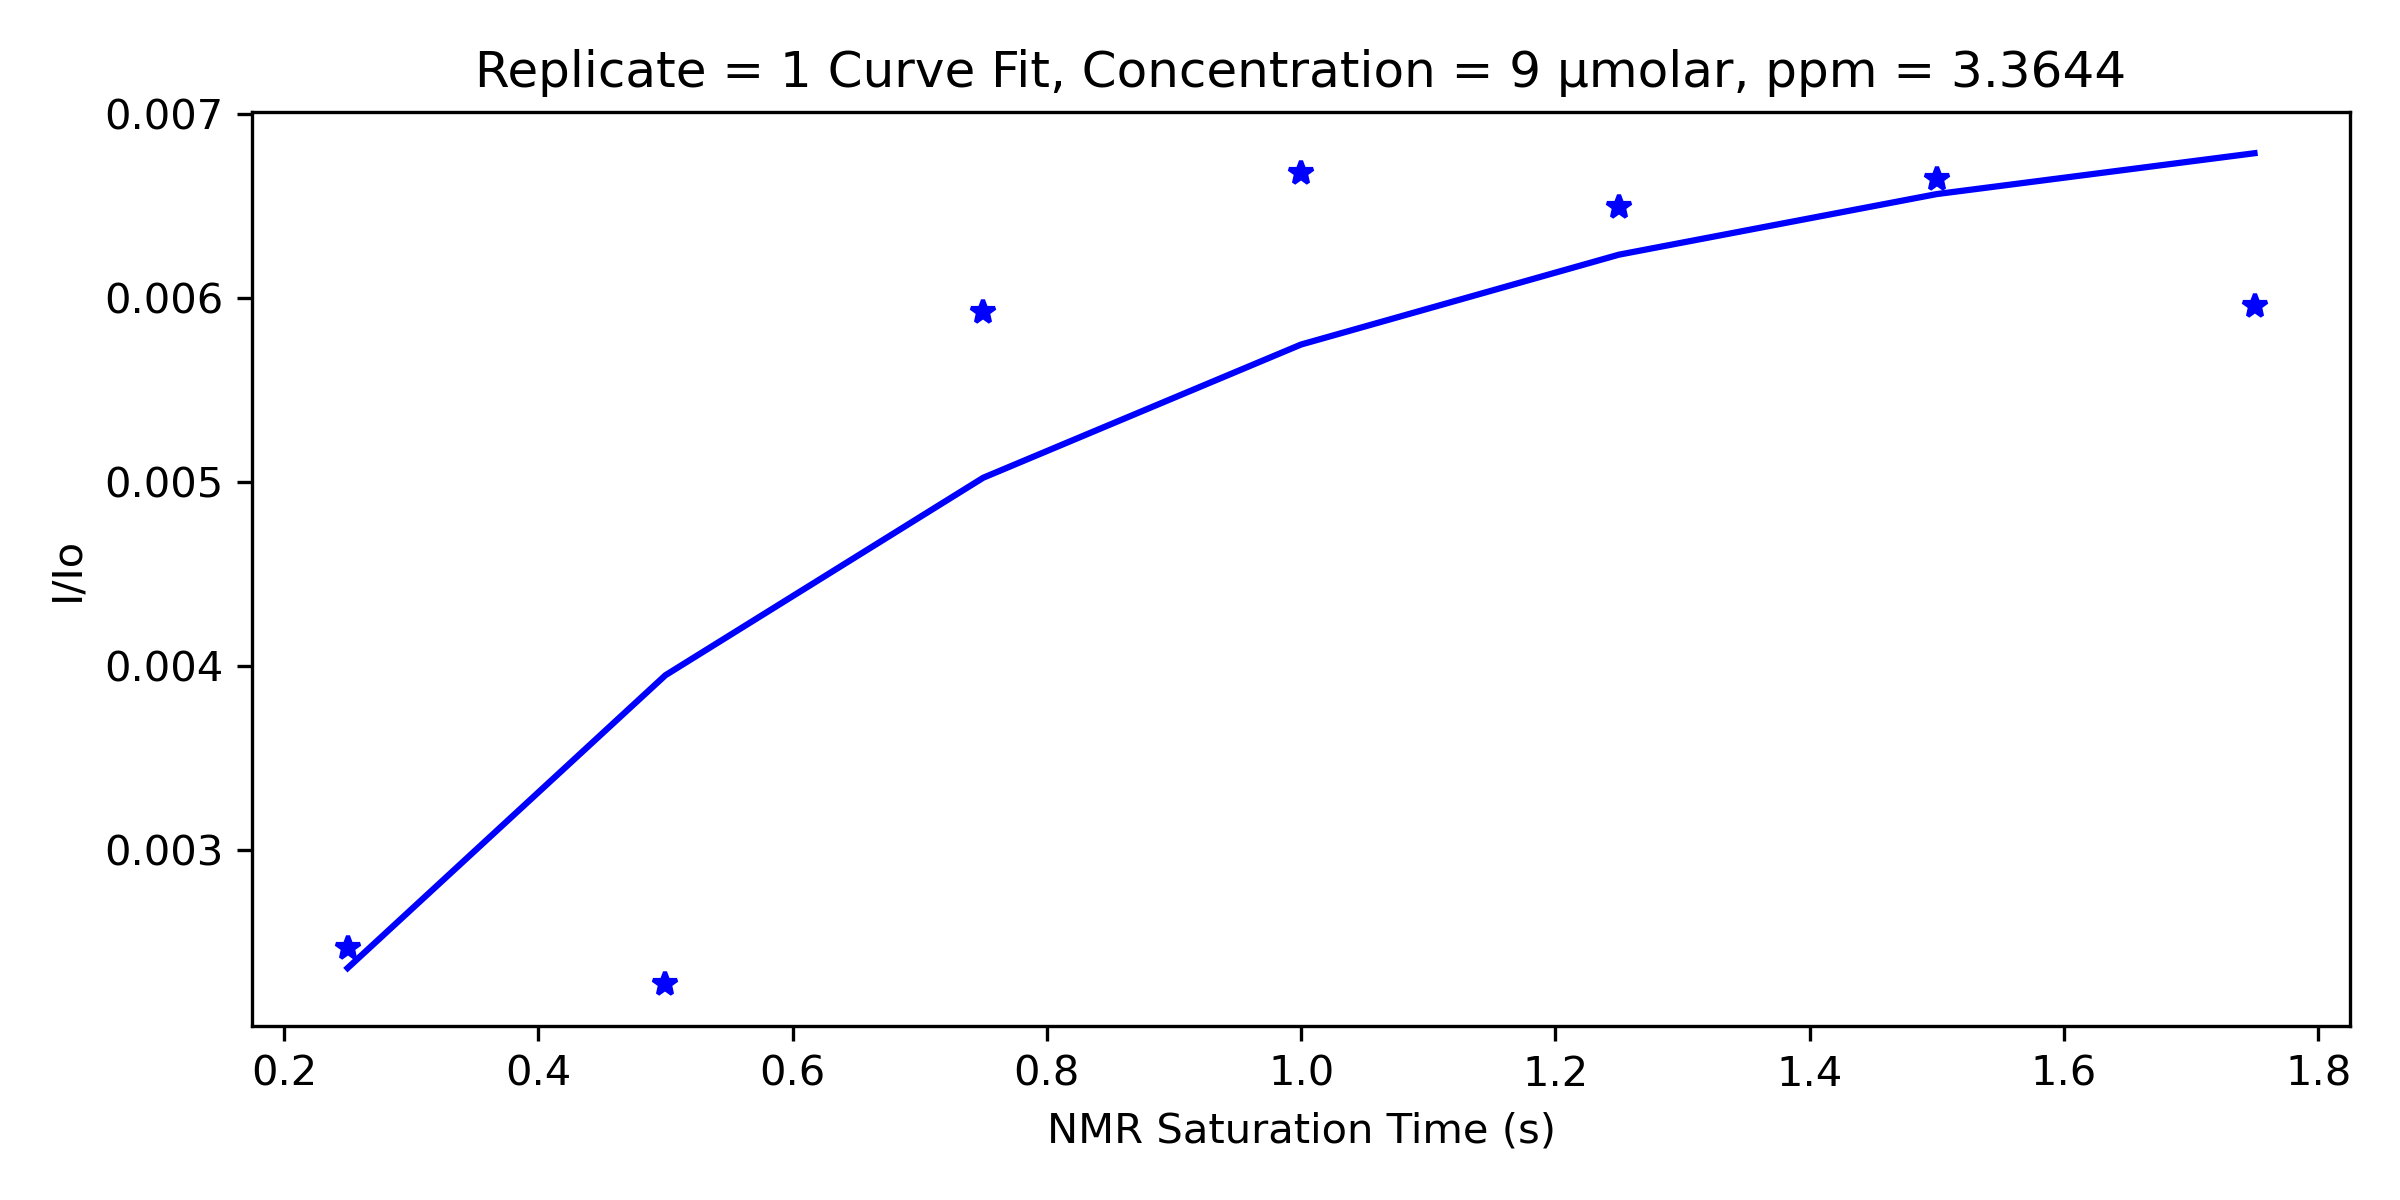 Replicate = 1 Curve Fit, Concentration = 9 μmolar, ppm = 3.3644
0.007
0.006
0.005
0.004
0.003
I/Io
0.2 0.4 0.6 0.8 1.0 1.2 1.4 1.6 1.8
NMR Saturation Time (s)